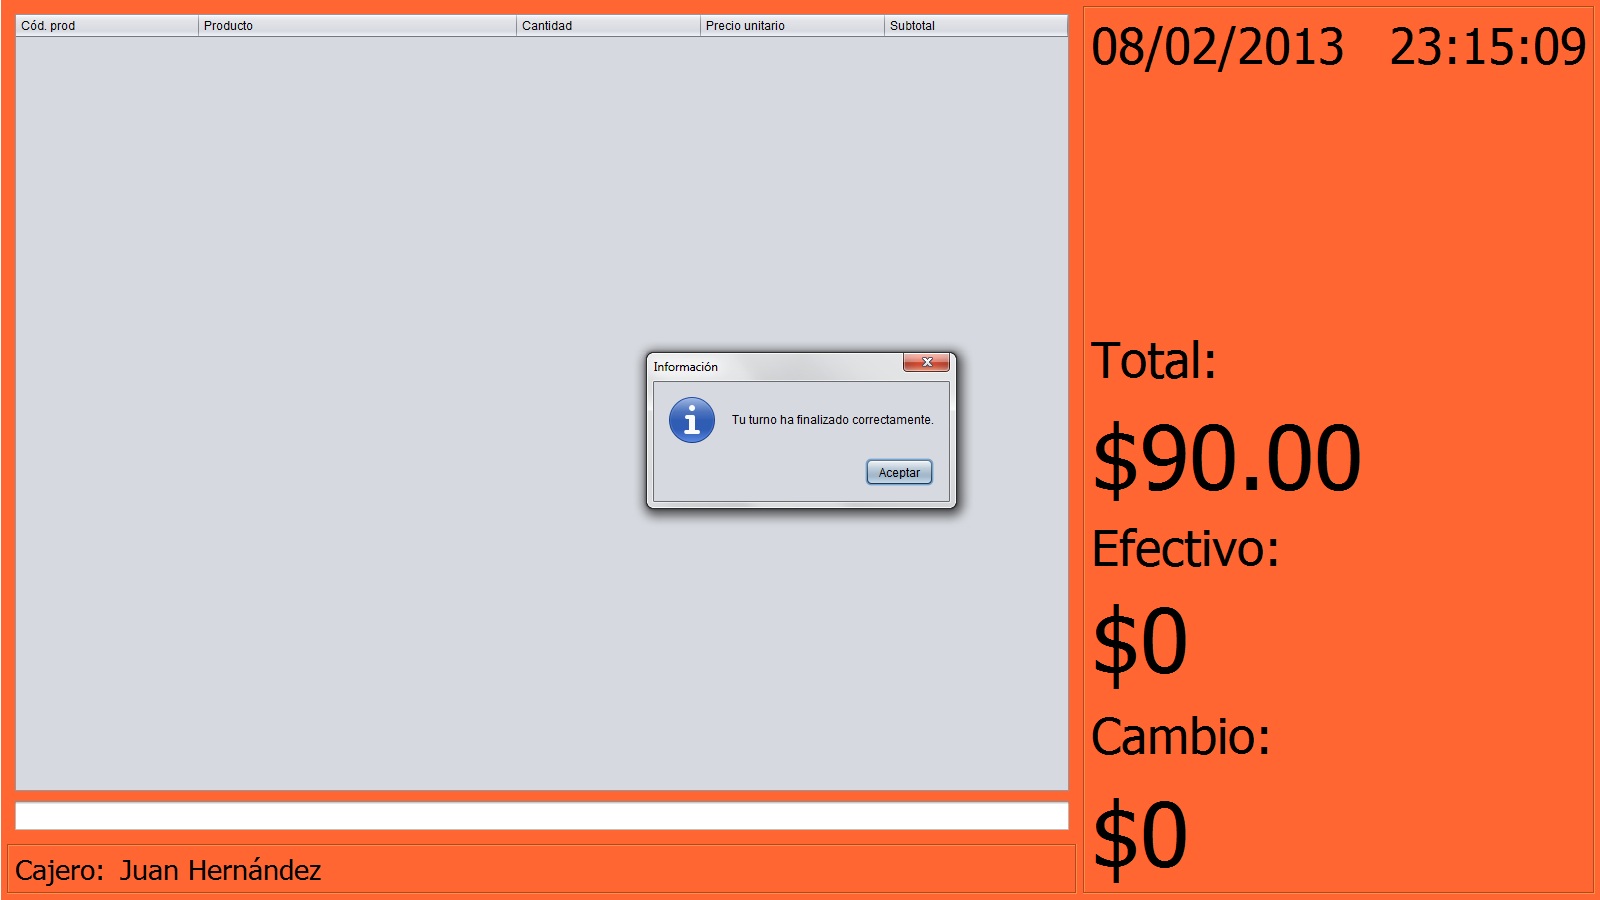 Cód. prod Producto Cantidad Precio unitario Subtotal
08/02/2013 23:15:09
Información
Tu turno ha finalizado correctamente.
Aceptar
Total:
$90.00
Efectivo:
$0
Cambio:
$0
Cajero: Juan Hernández